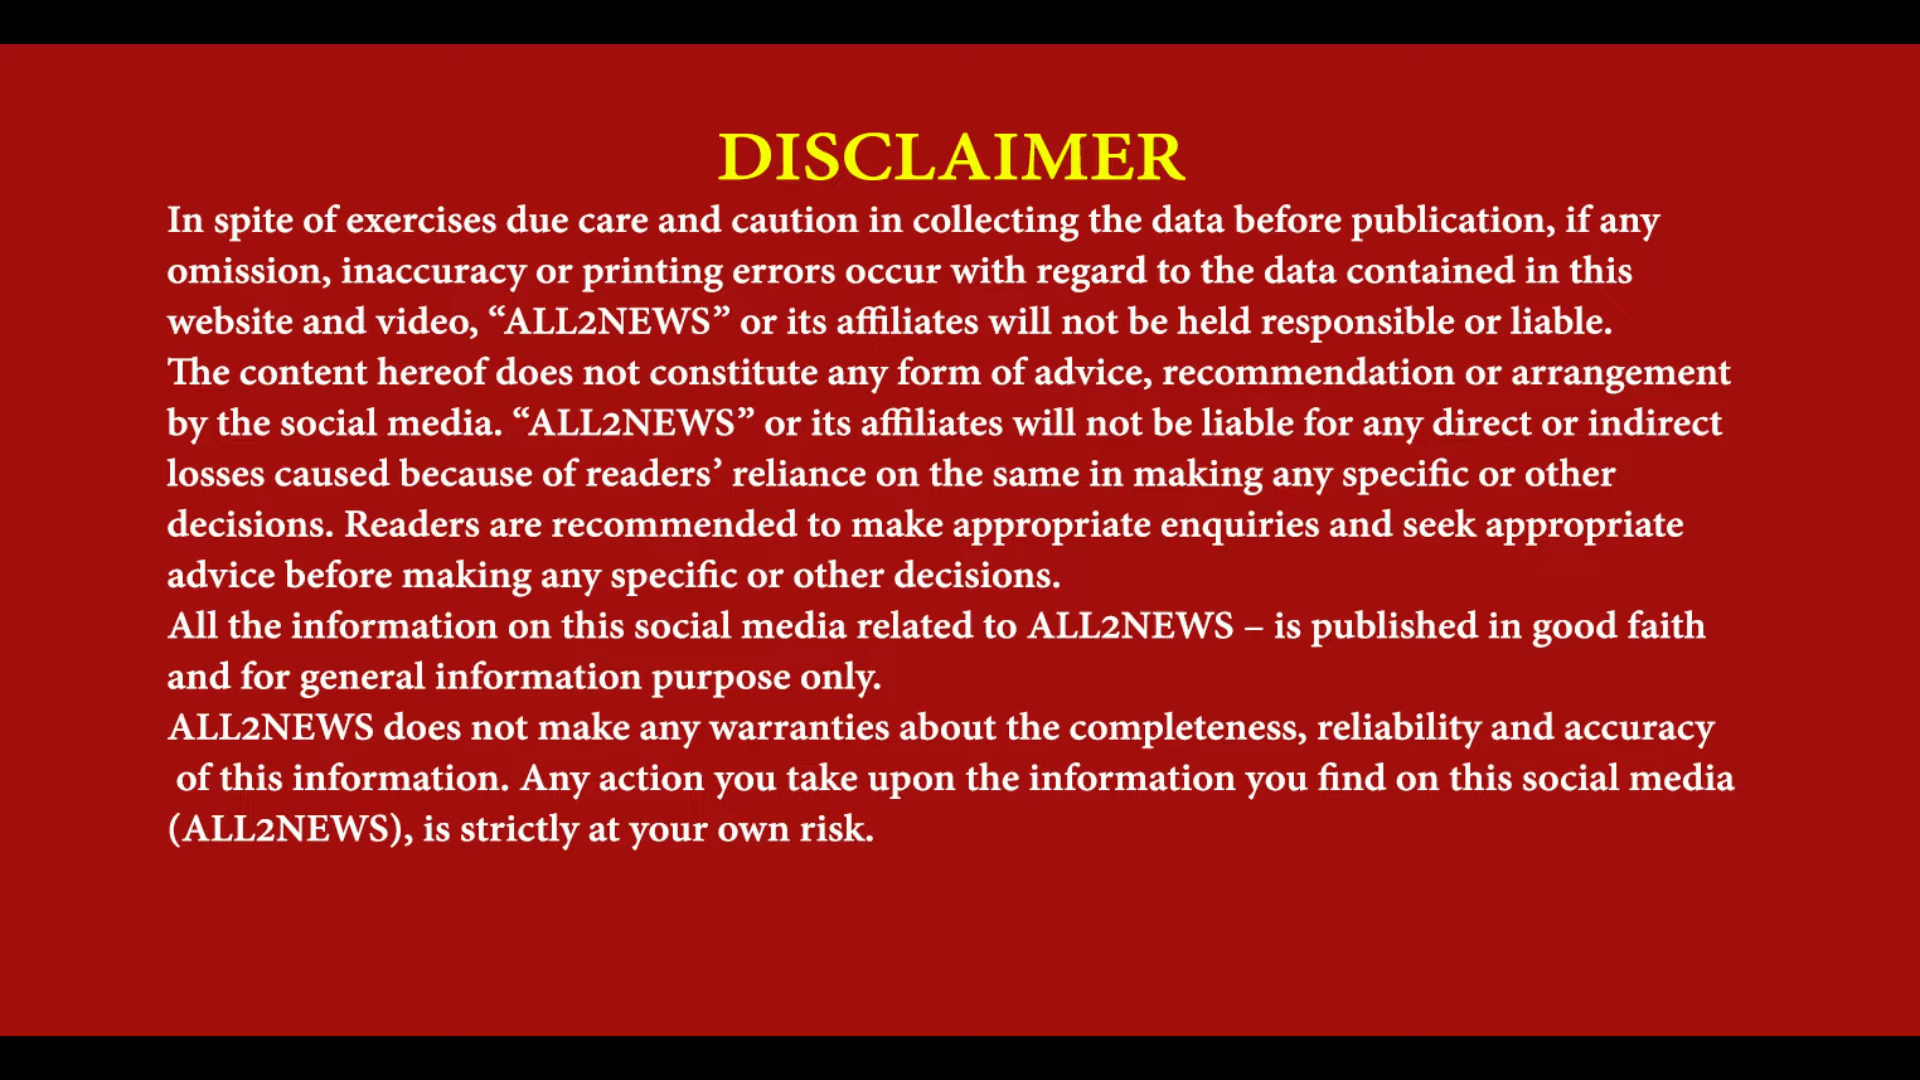 DISCLAIMER
In spite of exercises due care and caution in collecting the data before publication, if any
omission, inaccuracy or printing errors occur with regard to the data contained in this
website and video, “ALL2NEWS” or its affiliates will not be held responsible or liable.
The content hereof does not constitute any form of advice, recommendation or arrangement
by the social media. “ALL2NEWS” or its affiliates will not be liable for any direct or indirect
losses caused because of readers’ reliance on the same in making any specific or other
decisions. Readers are recommended to make appropriate enquiries and seek appropriate
advice before making any specific or other decisions.
All the information on this social media related to ALL2NEWS – is published in good faith
and for general information purpose only.
ALL2NEWS does not make any warranties about the completeness, reliability and accuracy
of this information. Any action you take upon the information you find on this social media
(ALL2NEWS), is strictly at your own risk.